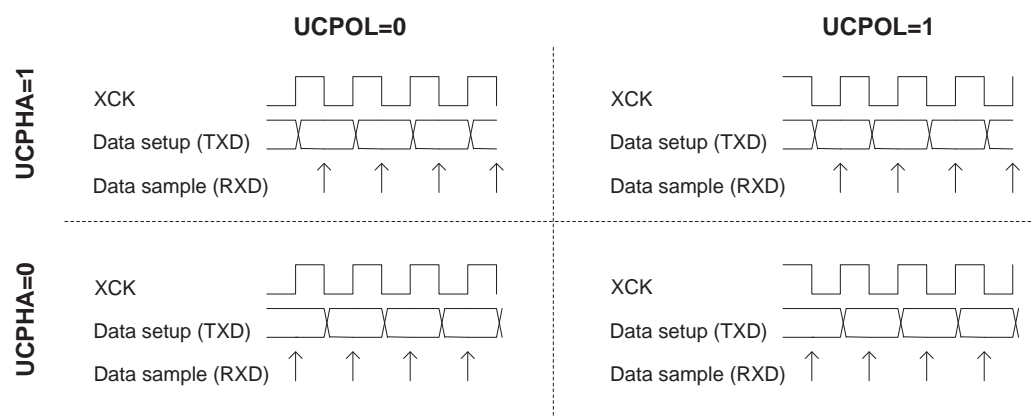 UCPOL=0
UCPOL=1
UCPHA=1
XCK
Data setup (TXD)
Data sample (RXD)
XCK
Data setup (TXD)
Data sample (RXD)
UCPHA=0
XCK
Data setup (TXD)
Data sample (RXD)
XCK
Data setup (TXD)
Data sample (RXD)